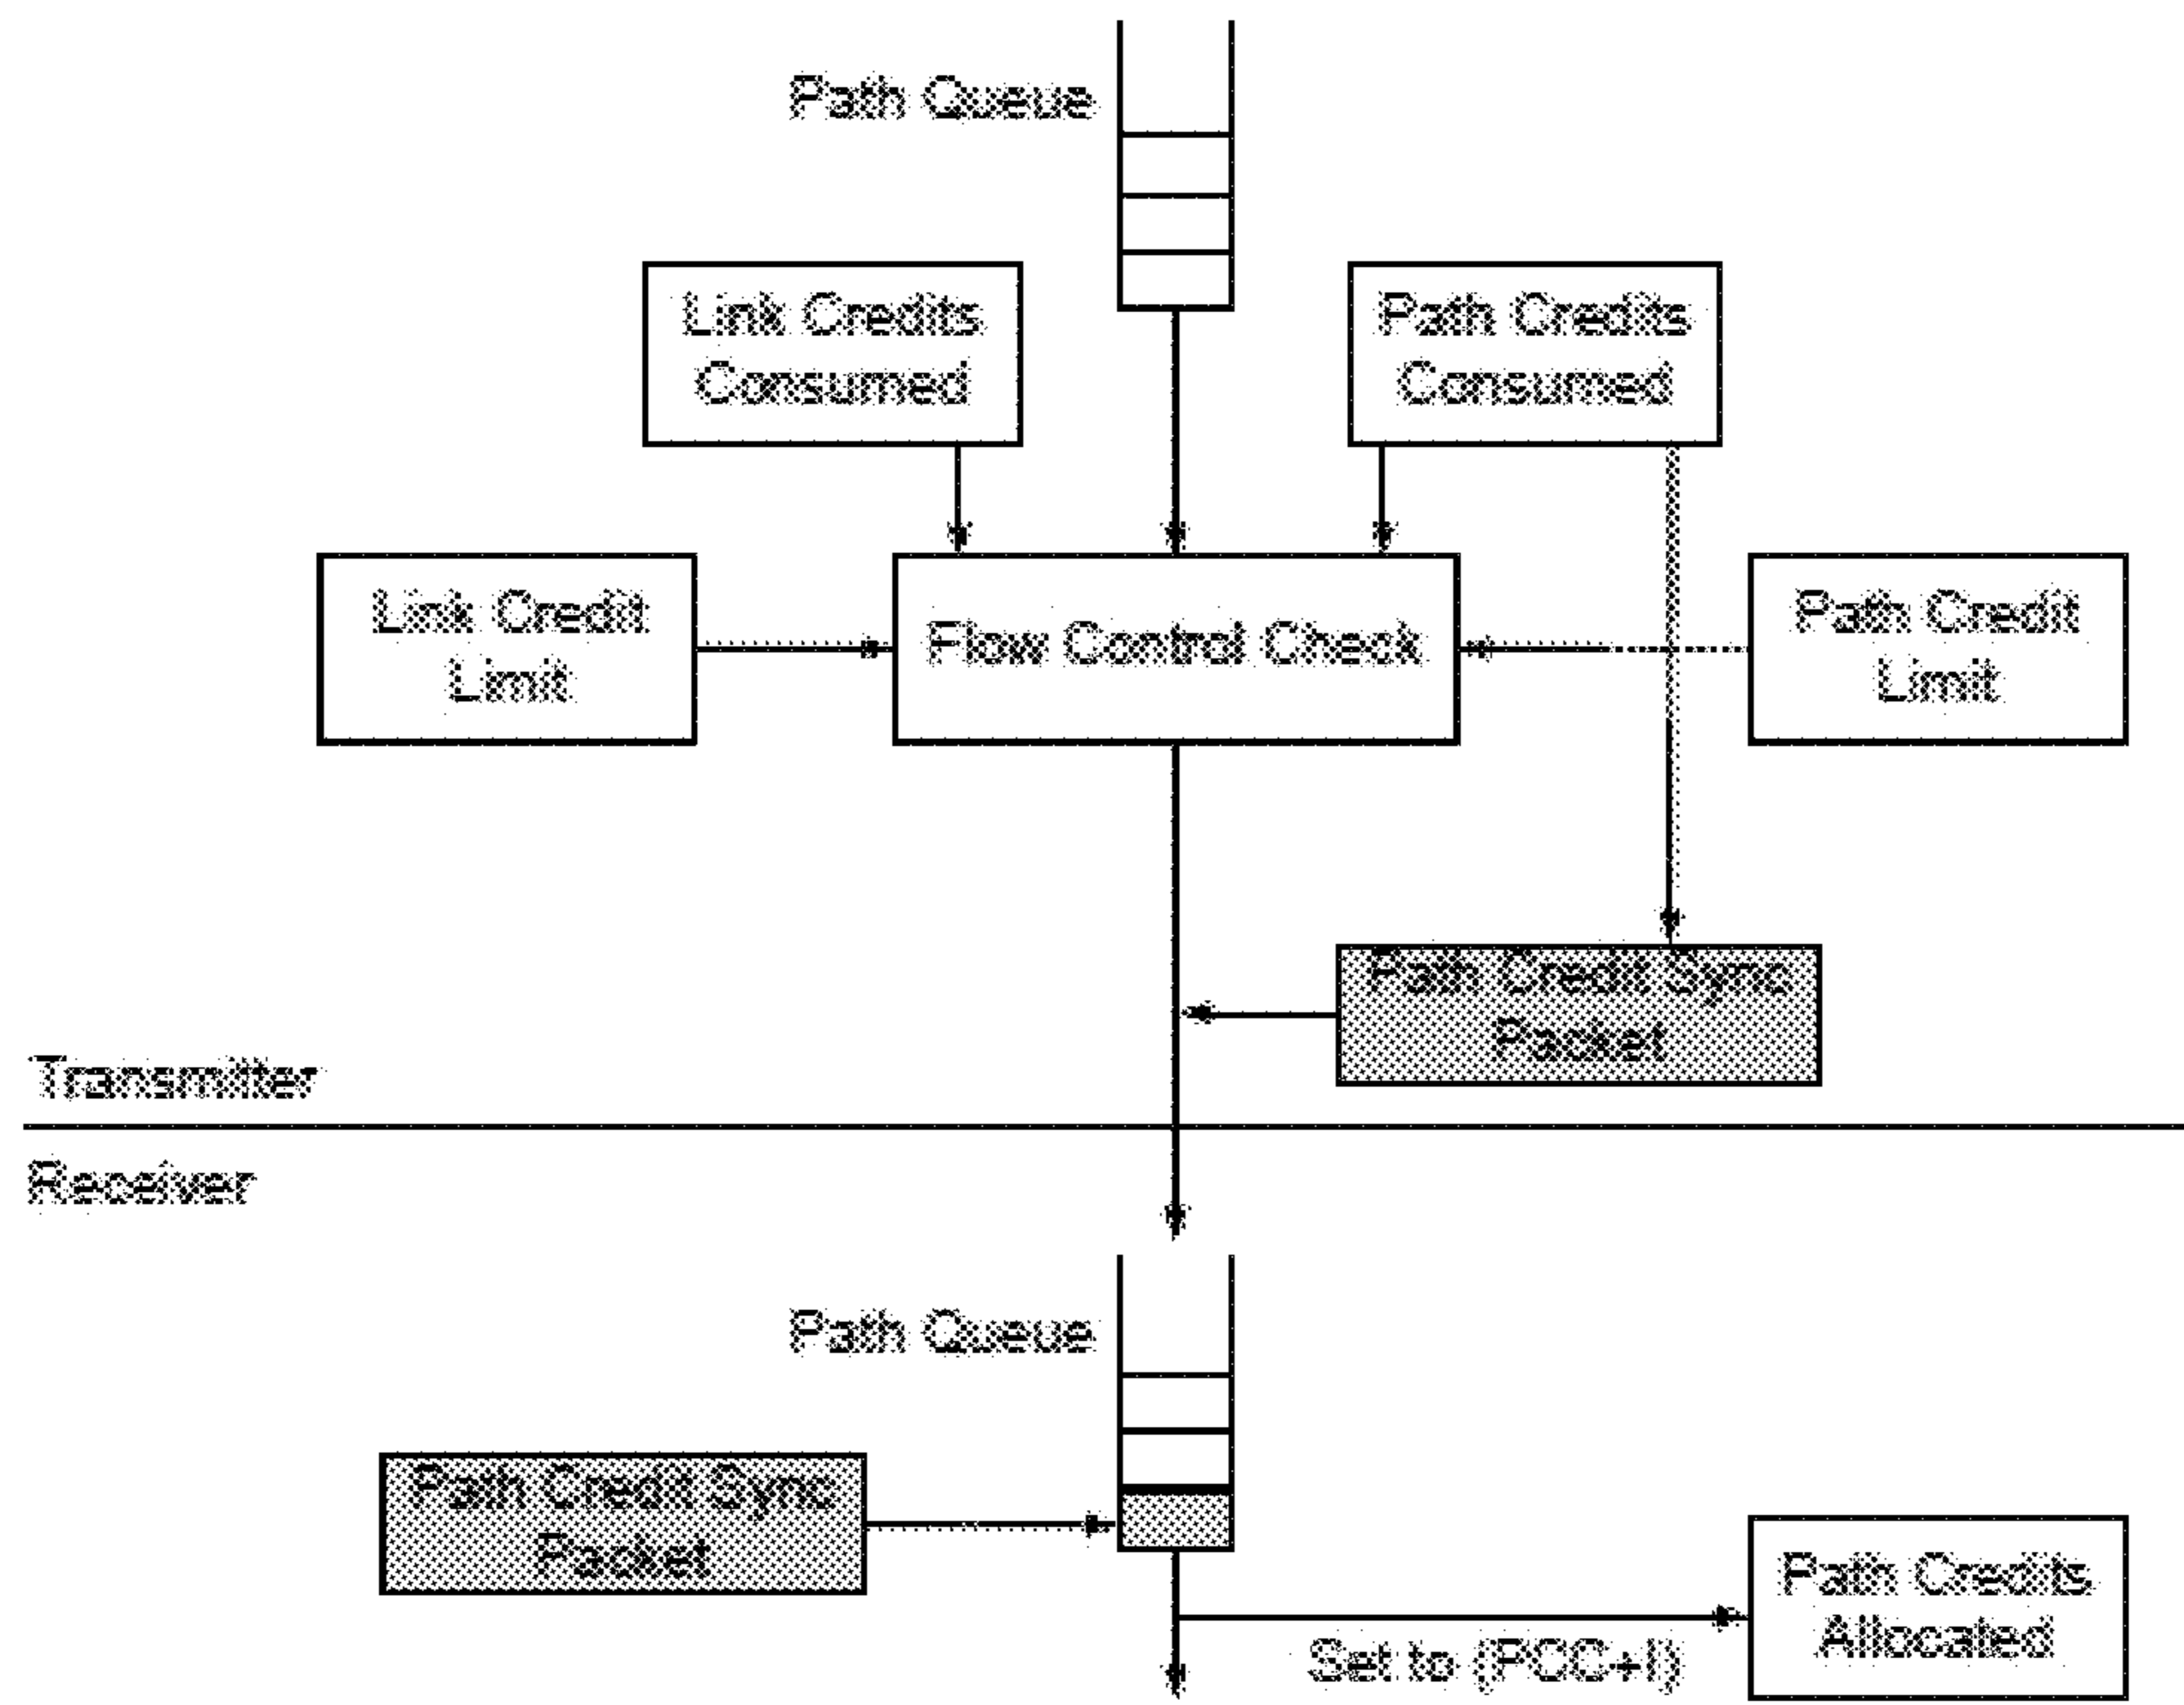 Path Queue
Link Credits
Consumed
Path Credits
Consumed
Link Credit
Limit
Flow Control Check
Path Credit
Limit
Path Credit Sync
Packet
Transmitter
Receiver
Path Queue
Path Credit Sync
Packet
Path Credits
Allocated
Set to (PCC+I)